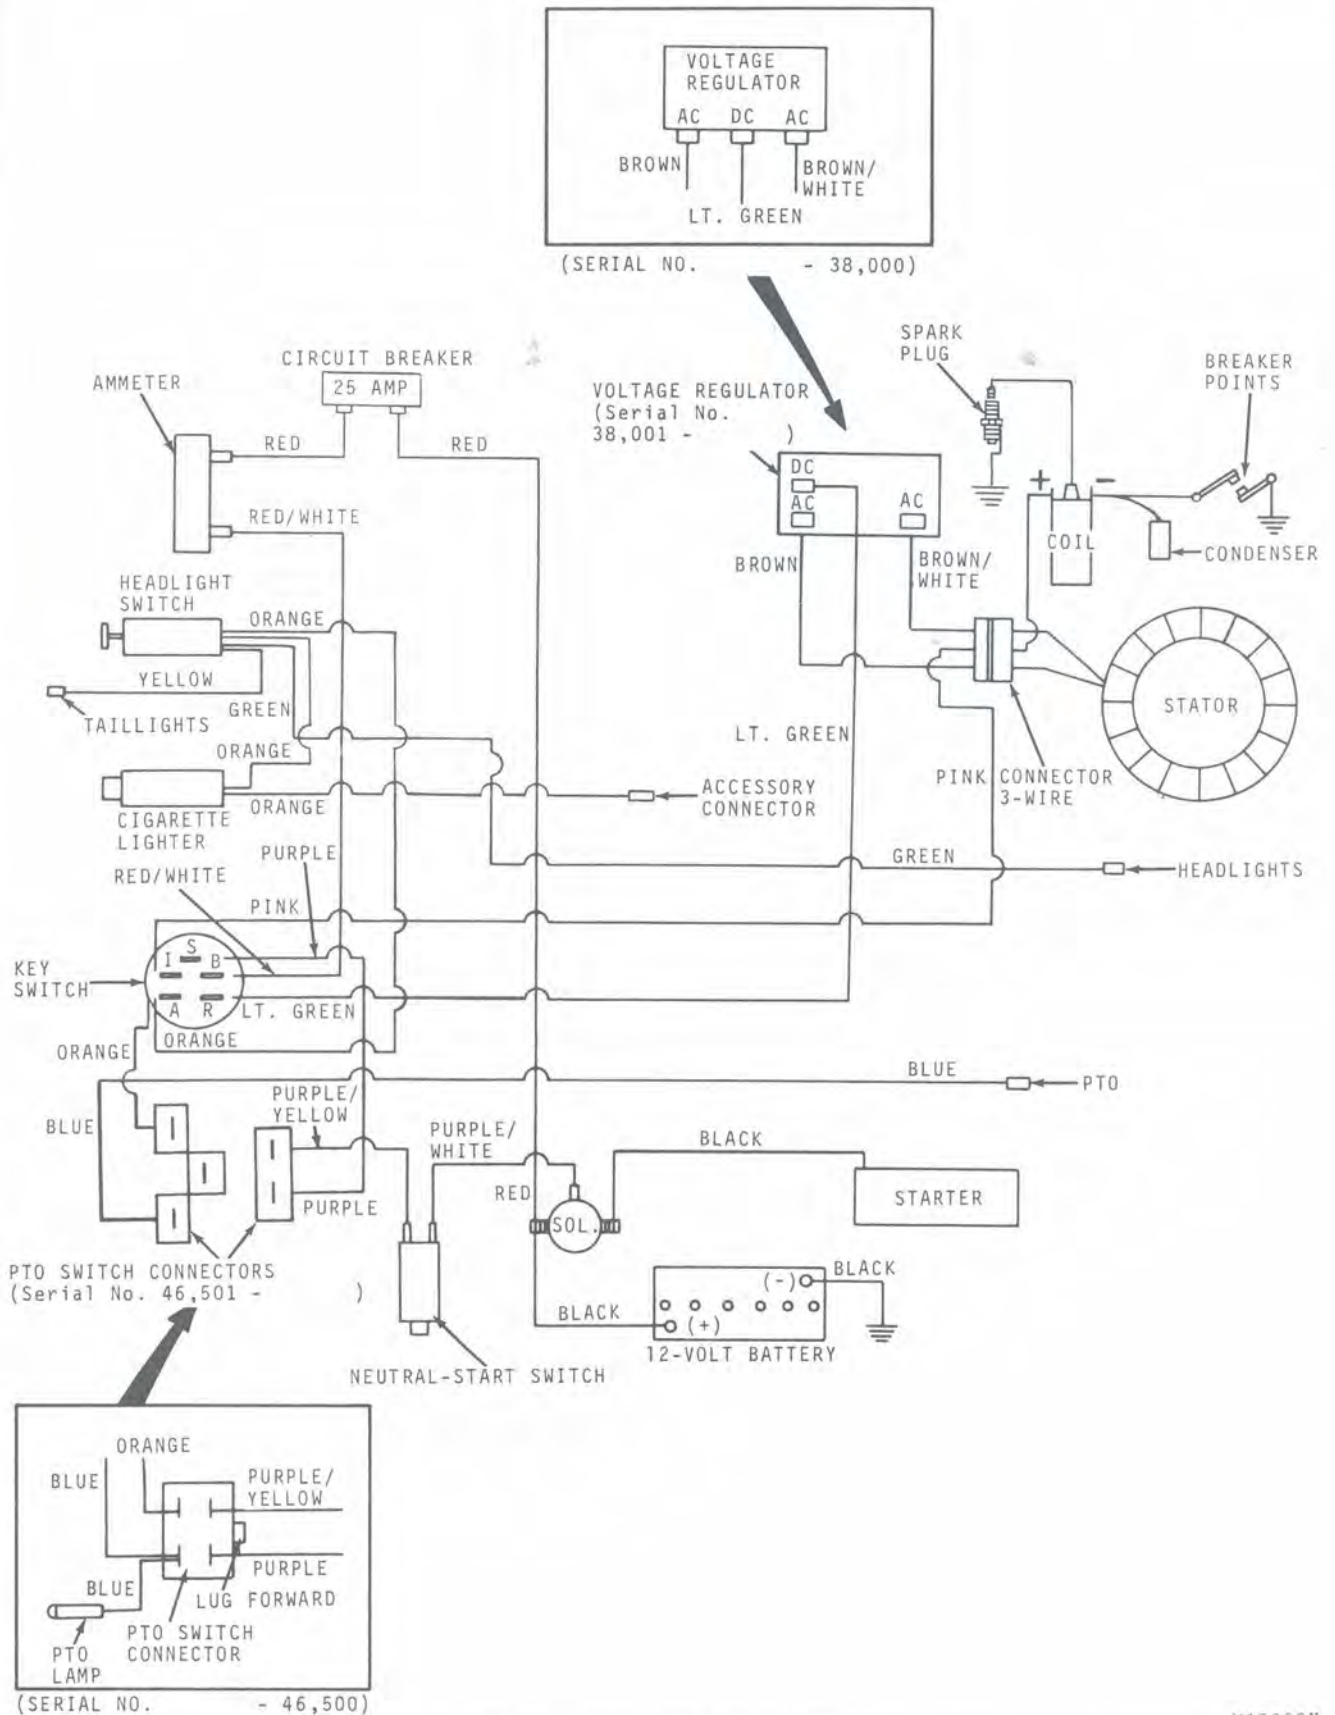 VOLTAGE
REGULATOR
AC DC AC
BROWN
BROWN/
WHITE
LT. GREEN
(SERIAL NO. - 38,000)
SPARK
PLUG
BREAKER
POINTS
CIRCUIT BREAKER
25 AMP
AMMETER
VOLTAGE REGULATOR
(Serial No.
38,001 - )
RED
RED
DC
AC
AC
+
-
RED/WHITE
COIL
CONDENSER
BROWN
BROWN/
WHITE
HEADLIGHT
SWITCH
ORANGE
YELLOW
GREEN
TAILLIGHTS
STATOR
LT. GREEN
ORANGE
PINK
CONNECTOR
3-WIRE
ORANGE
ACCESSORY
CONNECTOR
CIGARETTE
LIGHTER
PURPLE
RED/WHITE
GREEN
HEADLIGHTS
PINK
KEY
SWITCH
S
I
B
A
R
LT. GREEN
ORANGE
ORANGE
BLUE
PTO
PURPLE/
YELLOW
BLUE
PURPLE/
WHITE
BLACK
RED
STARTER
PURPLE
SOL.
PTO SWITCH CONNECTORS
(Serial No. 46,501 - )
(-)
BLACK
BLACK
(+)
12-VOLT BATTERY
NEUTRAL-START SWITCH
ORANGE
BLUE
PURPLE/
YELLOW
PURPLE
BLUE
LUG FORWARD
PTO SWITCH
CONNECTOR
PTO
LAMP
(SERIAL NO. - 46,500)